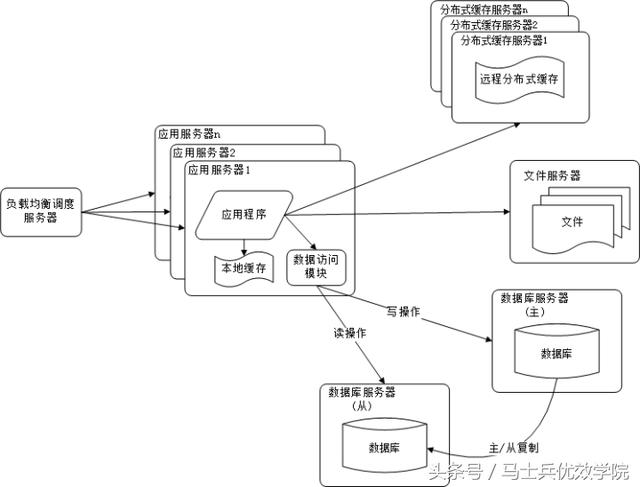 分布式缓存服务器n
分布式缓存服务器2
分布式缓存服务器1
远程分布式缓存
应用服务器n
应用服务器2
应用服务器1
负载均衡调度
服务器
应用程序
本地缓存
数据访问
模块
文件服务器
文件
写操作
读操作
数据库服务器
(主)
数据库
数据库服务器
(从)
数据库
主/从复制
头条号 / 马士兵优效学院